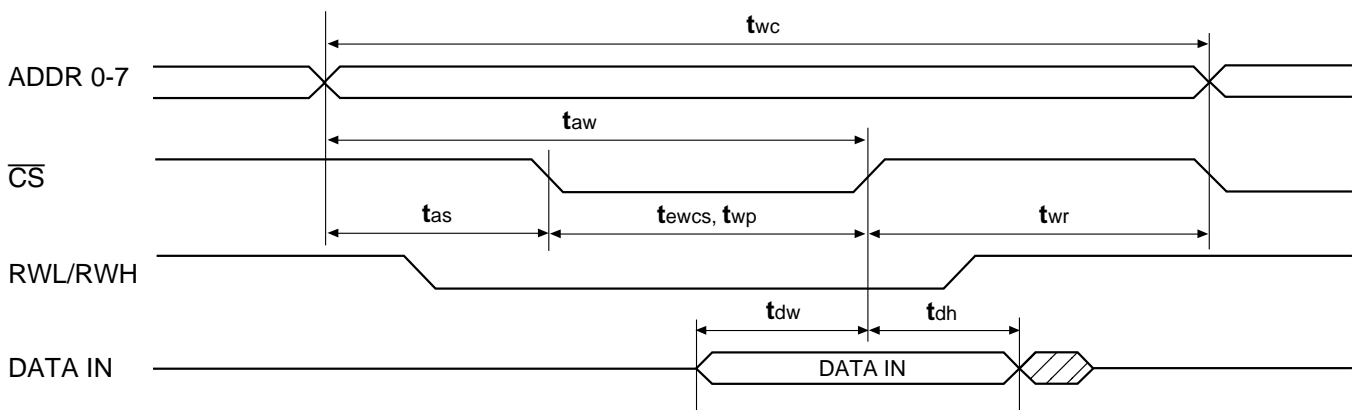 twc
ADDR 0-7
taw
CS
tas
tewcs, twp
twr
RWL/RWH
tdw
tdh
DATA IN
DATA IN